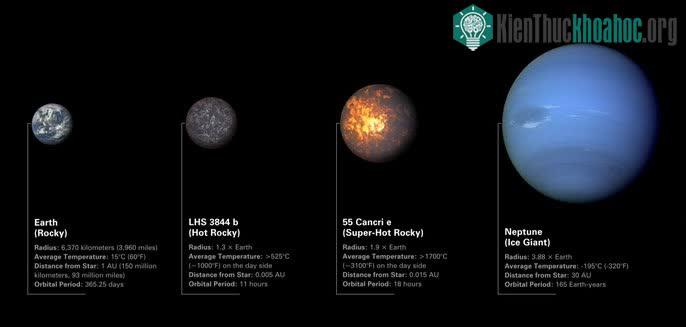 KienThuckhoahoc.org
Earth
(Rocky)
Radius: 6,370 kilometers (3,960 miles)
Average Temperature: 15°C (60°F)
Distance from Star: 1 AU (150 million
kilometers, 93 million miles)
Orbital Period: 365.25 days
LHS 3844 b
(Hot Rocky)
Radius: 1.3 × Earth
Average Temperature: >525°C
(~1000°F) on the day side
Distance from Star: 0.005 AU
Orbital Period: 11 hours
55 Cancri e
(Super-Hot Rocky)
Radius: 1.9 × Earth
Average Temperature: >1700°C
(~3100°F) on the day side
Distance from Star: 0.015 AU
Orbital Period: 18 hours
Neptune
(Ice Giant)
Radius: 3.88 × Earth
Average Temperature: -195°C (-320°F)
Distance from Star: 30 AU
Orbital Period: 165 Earth-years